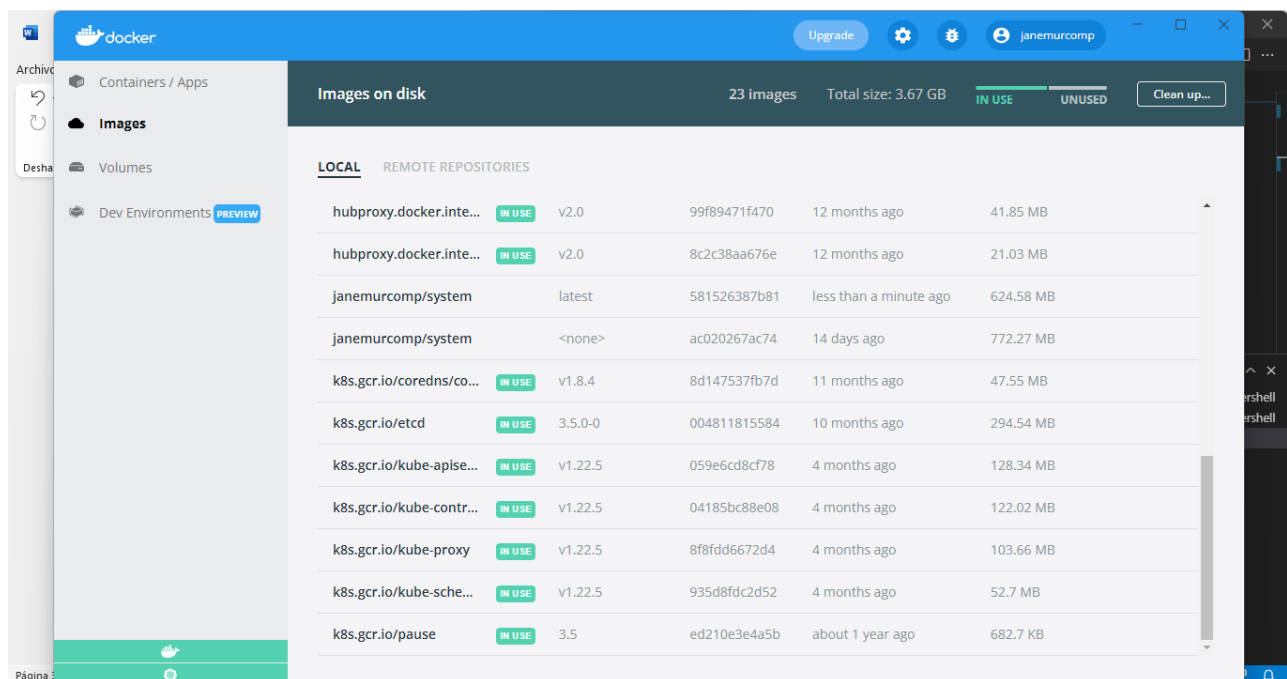 docker
Upgrade
janemurcomp
Archivo
Desha
Página
Containers / Apps
Images
Volumes
Dev Environments PREVIEW
Images on disk 23 images Total size: 3.67 GB IN USE UNUSED Clean up...
LOCAL REMOTE REPOSITORIES
hubproxy.docker.inte... IN USE v2.0 99f89471f470 12 months ago 41.85 MB
hubproxy.docker.inte... IN USE v2.0 8c2c38aa676e 12 months ago 21.03 MB
janemurcomp/system latest 581526387b81 less than a minute ago 624.58 MB
janemurcomp/system <none> ac020267ac74 14 days ago 772.27 MB
k8s.gcr.io/coredns/co... IN USE v1.8.4 8d147537fb7d 11 months ago 47.55 MB
k8s.gcr.io/etcd IN USE 3.5.0-0 004811815584 10 months ago 294.54 MB
k8s.gcr.io/kube-apise... IN USE v1.22.5 059e6cd8cf78 4 months ago 128.34 MB
k8s.gcr.io/kube-contr... IN USE v1.22.5 04185bc88e08 4 months ago 122.02 MB
k8s.gcr.io/kube-proxy IN USE v1.22.5 8f8fdd6672d4 4 months ago 103.66 MB
k8s.gcr.io/kube-sche... IN USE v1.22.5 935d8fdc2d52 4 months ago 52.7 MB
k8s.gcr.io/pause IN USE 3.5 ed210e3e4a5b about 1 year ago 682.7 KB
ershell
ershell